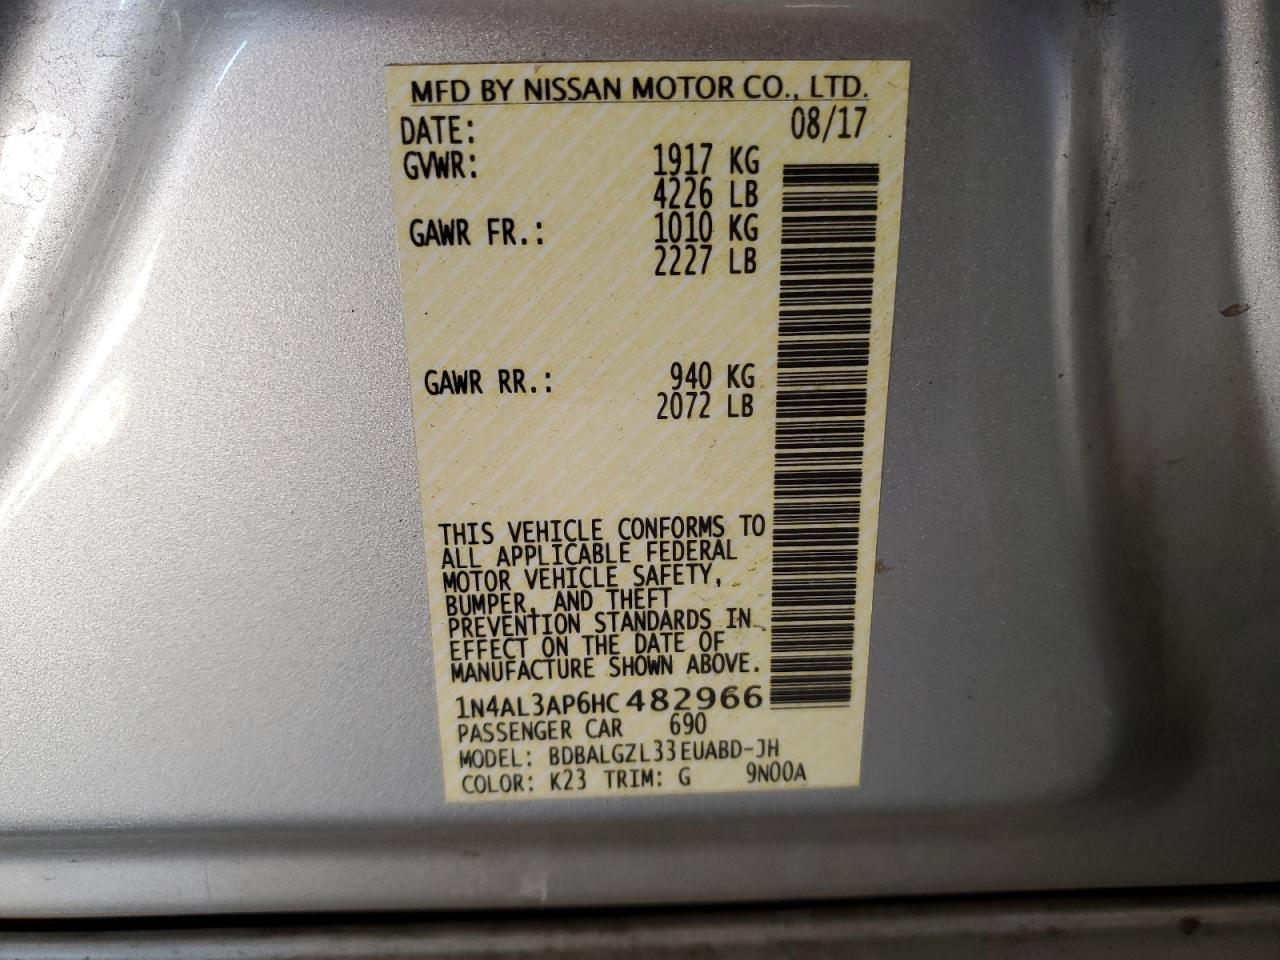 MFD BY NISSAN MOTOR CO., LTD.
DATE: 08/17
GVWR: 1917 KG
4226 LB
GAWR FR.: 1010 KG
2227 LB
GAWR RR.: 940 KG
2072 LB
THIS VEHICLE CONFORMS TO
ALL APPLICABLE FEDERAL
MOTOR VEHICLE SAFETY,
BUMPER, AND THEFT
PREVENTION STANDARDS IN
EFFECT ON THE DATE OF
MANUFACTURE SHOWN ABOVE.
1N4AL3AP6HC482966
PASSENGER CAR 690
MODEL: BDBALGZL33EUABD-JH
COLOR: K23 TRIM: G 9N00A